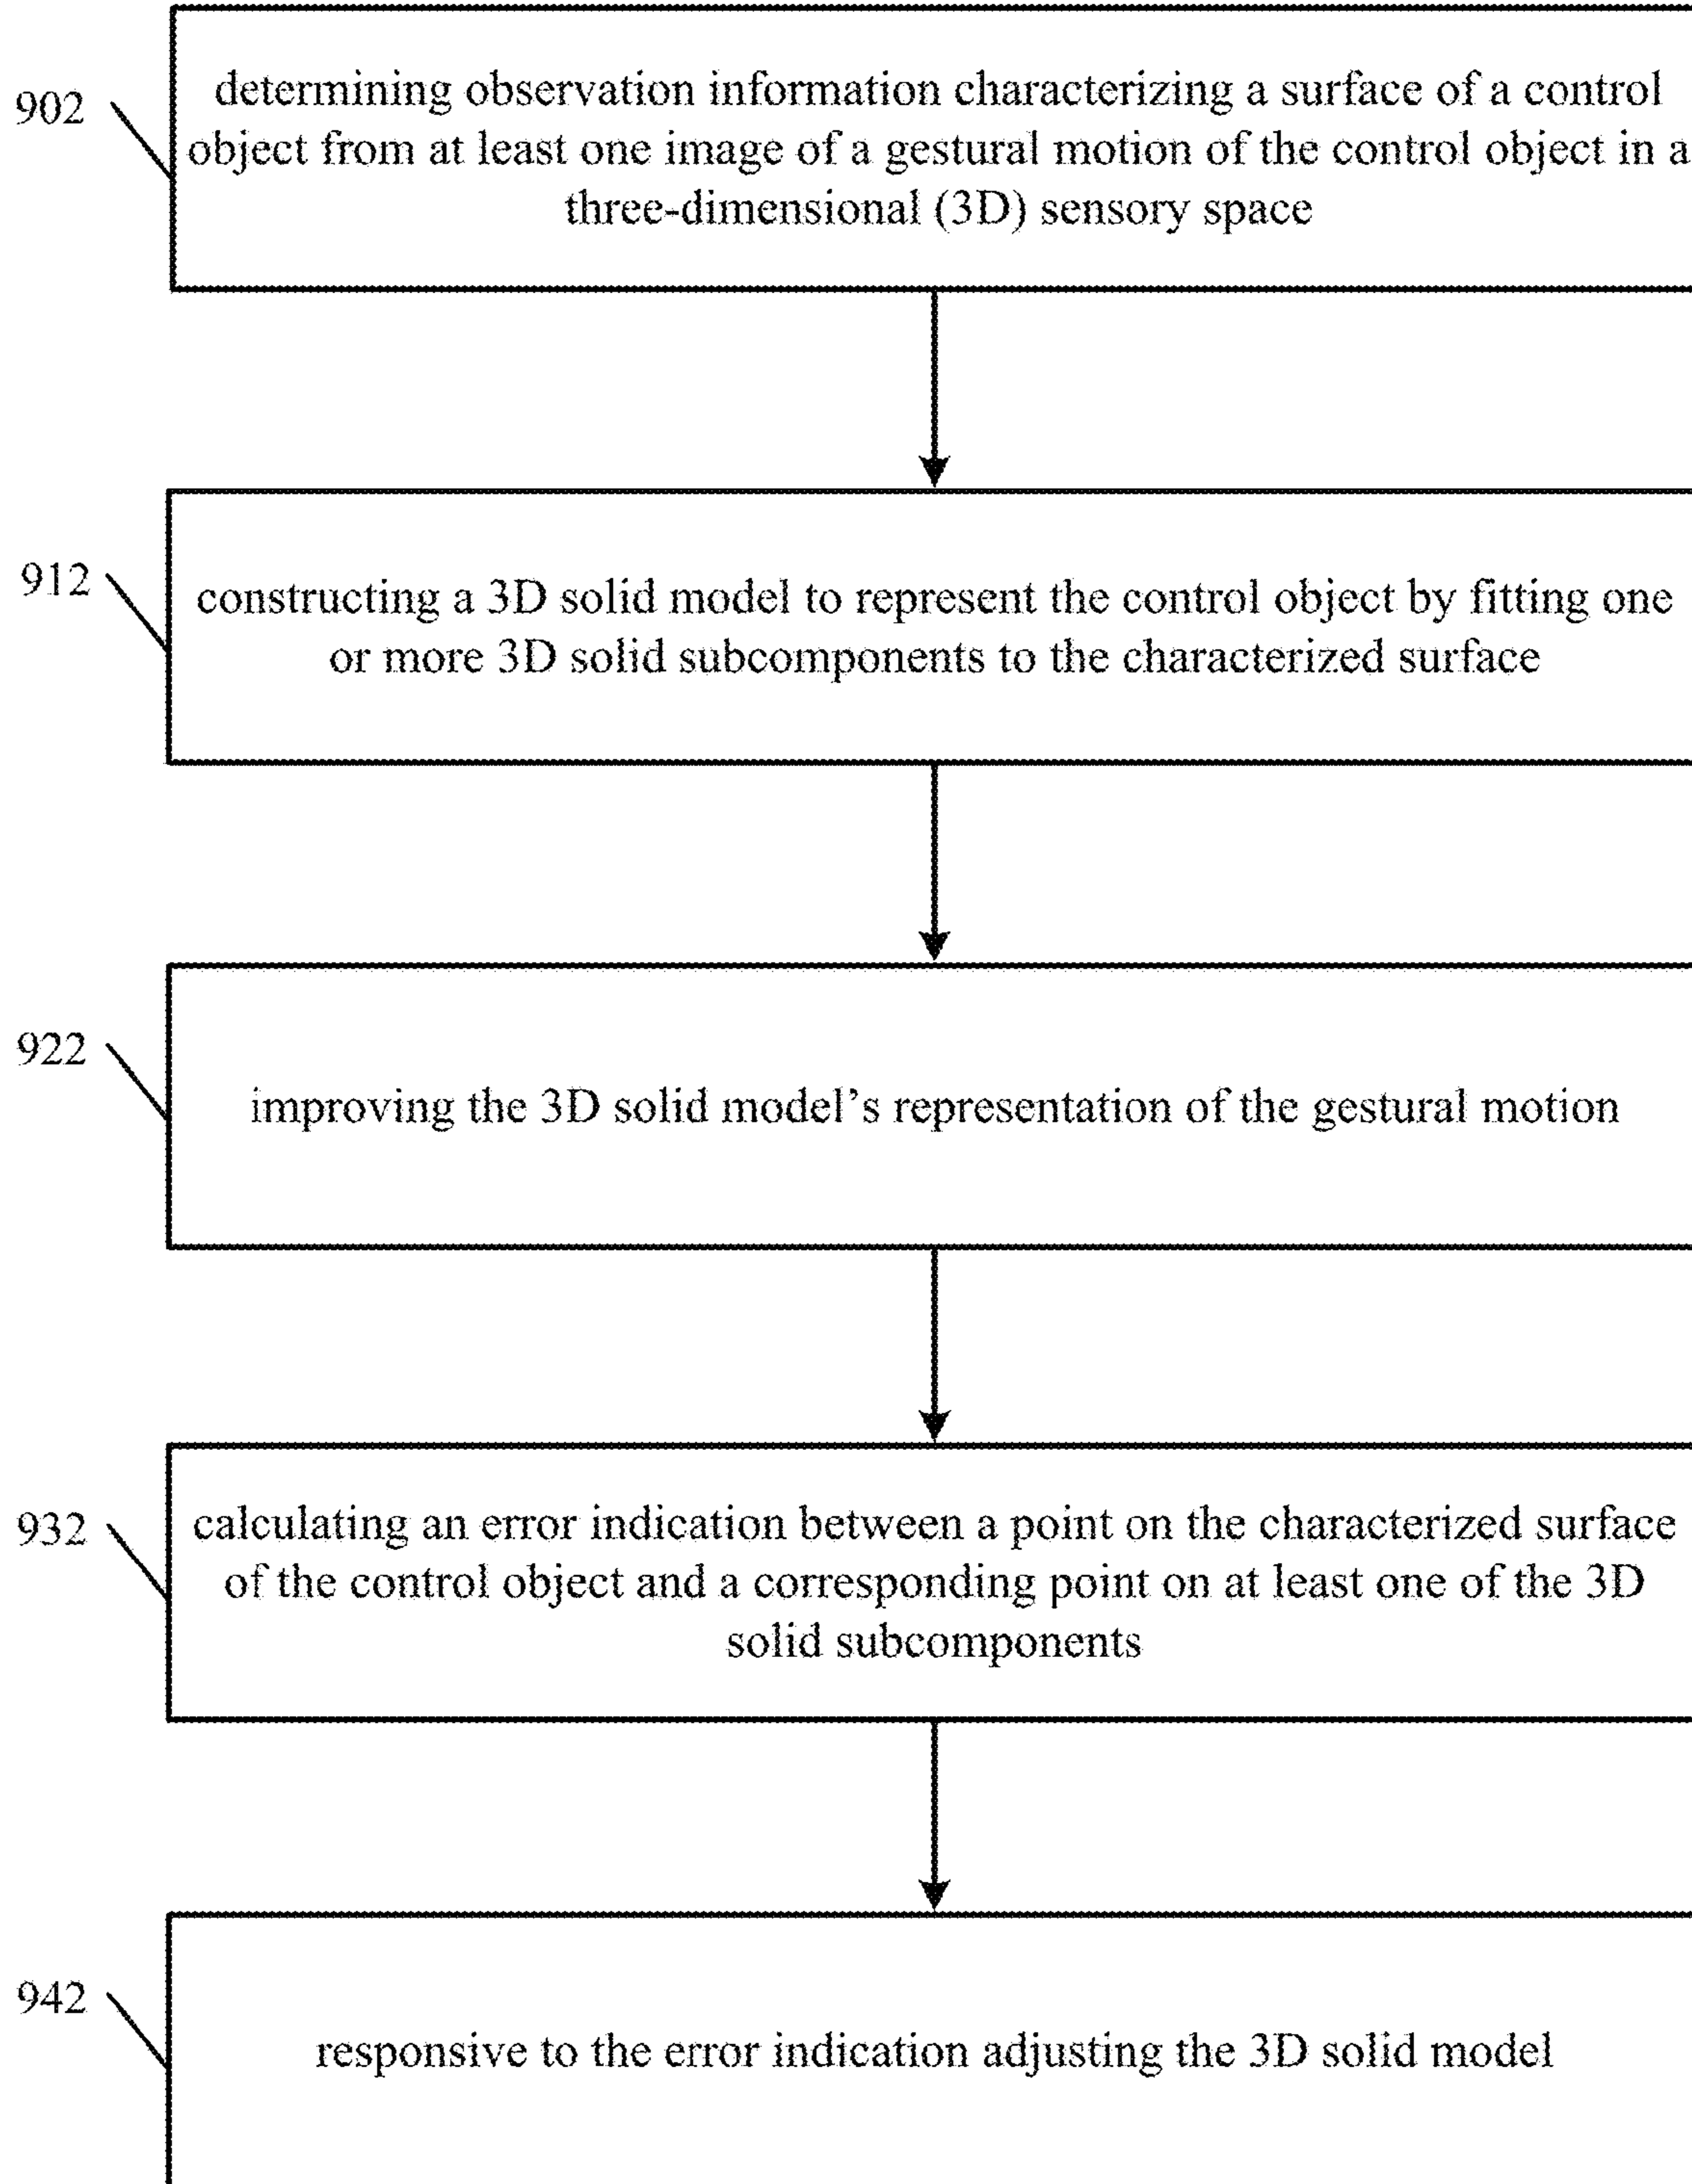 902
determining observation information characterizing a surface of a control
object from at least one image of a gestural motion of the control object in a
three-dimensional (3D) sensory space
912
constructing a 3D solid model to represent the control object by fitting one
or more 3D solid subcomponents to the characterized surface
922
improving the 3D solid model’s representation of the gestural motion
932
calculating an error indication between a point on the characterized surface
of the control object and a corresponding point on at least one of the 3D
solid subcomponents
942
responsive to the error indication adjusting the 3D solid model